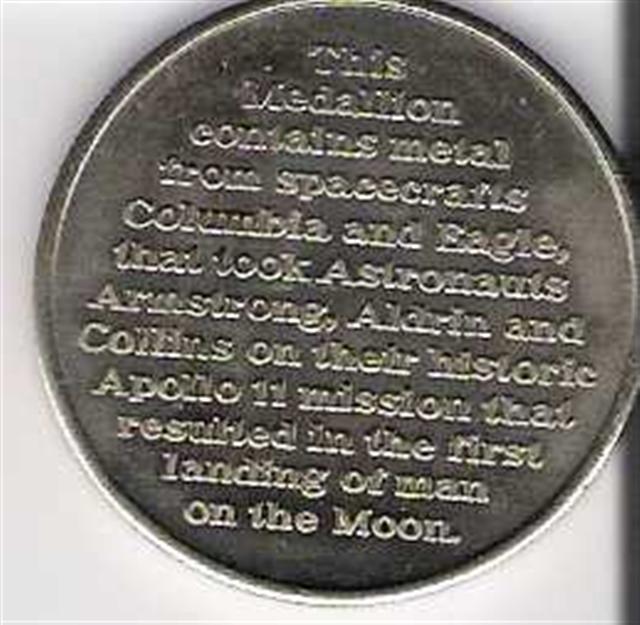 This
Medallion
contains metal
from spacecrafts
Columbia and Eagle,
that took Astronauts
Armstrong, Aldrin and
Collins on their historic
Apollo 11 mission that
resulted in the first
landing of man
on the Moon.